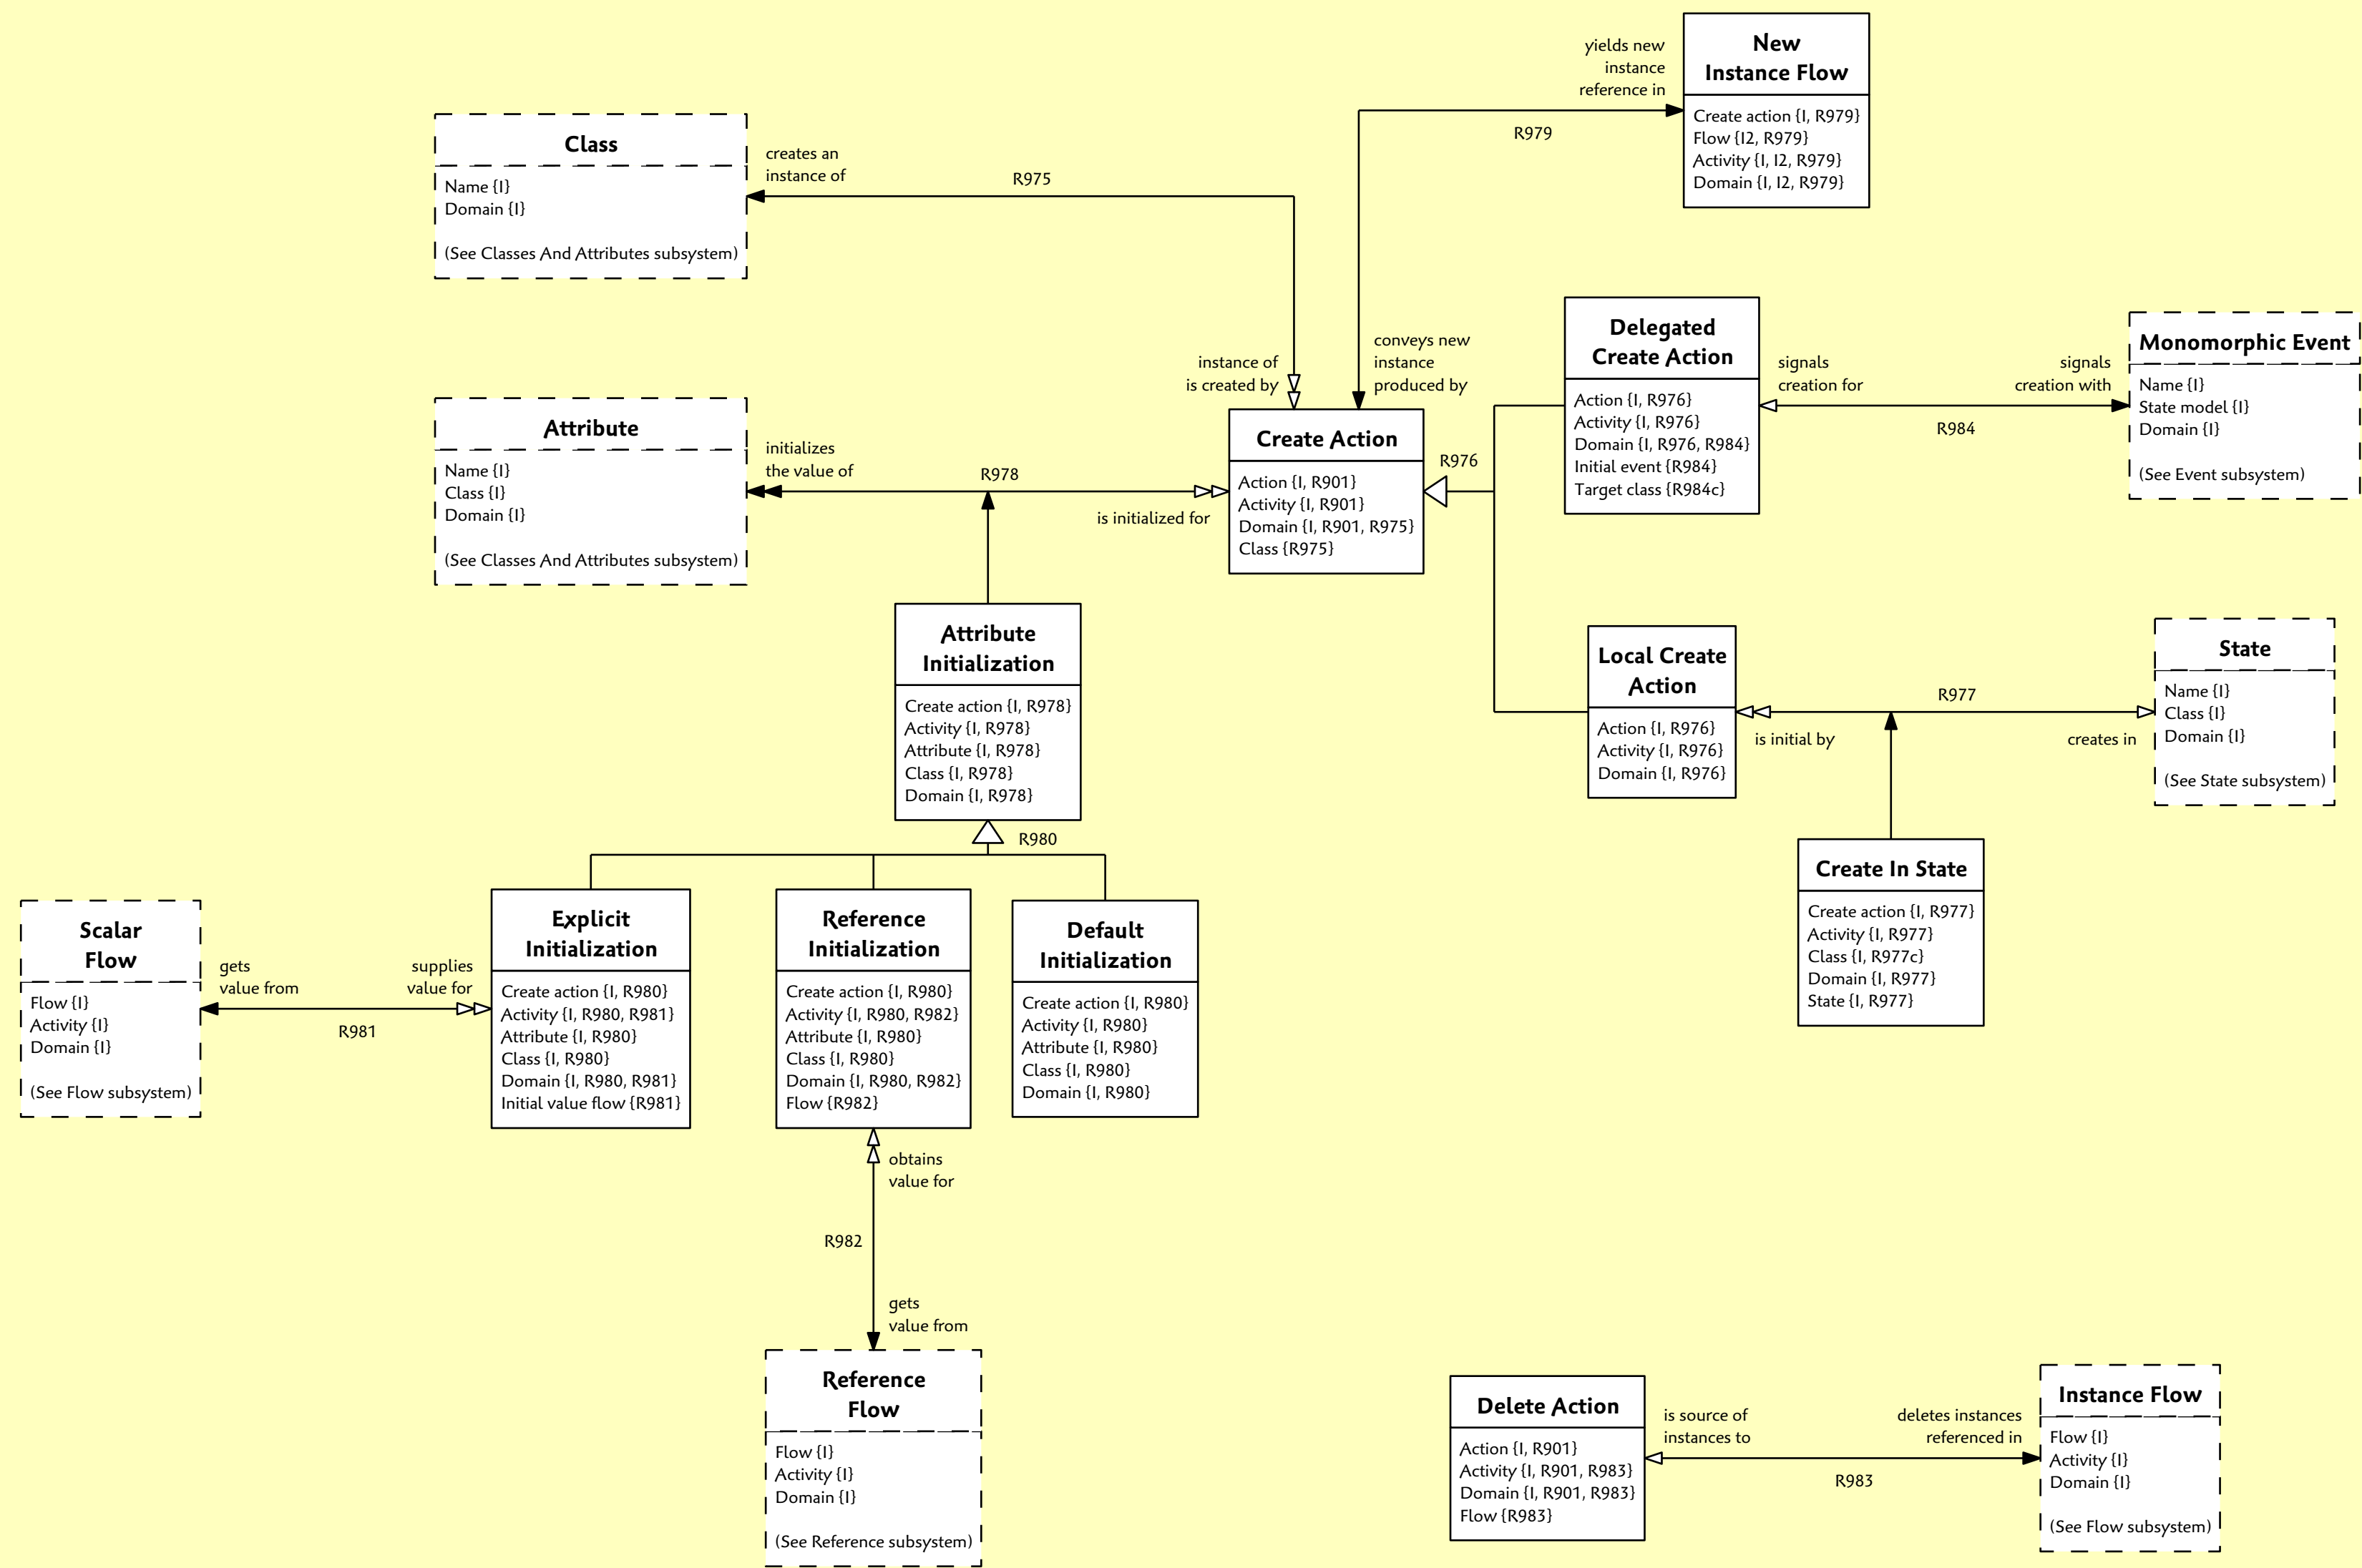 New
Instance Flow
Create action {I, R979}
Flow {I2, R979}
Activity {I, I2, R979}
Domain {I, I2, R979}
yields new
instance
reference in
R979
conveys new
instance
produced by
Class
Name {I}
Domain {I}
(See Classes And Attributes subsystem)
creates an
instance of
R975
instance of
is created by
Delegated
Create Action
Action {I, R976}
Activity {I, R976}
Domain {I, R976, R984}
Initial event {R984}
Target class {R984c}
signals
creation for
signals
creation with
R984
Monomorphic Event
Name {I}
State model {I}
Domain {I}
(See Event subsystem)
Attribute
Name {I}
Class {I}
Domain {I}
(See Classes And Attributes subsystem)
initializes
the value of
R978
is initialized for
Create Action
Action {I, R901}
Activity {I, R901}
Domain {I, R901, R975}
Class {R975}
R976
Attribute
Initialization
Create action {I, R978}
Activity {I, R978}
Attribute {I, R978}
Class {I, R978}
Domain {I, R978}
R980
Local Create
Action
Action {I, R976}
Activity {I, R976}
Domain {I, R976}
is initial by
R977
creates in
State
Name {I}
Class {I}
Domain {I}
(See State subsystem)
Create In State
Create action {I, R977}
Activity {I, R977}
Class {I, R977c}
Domain {I, R977}
State {I, R977}
Scalar
Flow
Flow {I}
Activity {I}
Domain {I}
(See Flow subsystem)
gets
value from
supplies
value for
R981
Explicit
Initialization
Create action {I, R980}
Activity {I, R980, R981}
Attribute {I, R980}
Class {I, R980}
Domain {I, R980, R981}
Initial value flow {R981}
Reference
Initialization
Create action {I, R980}
Activity {I, R980, R982}
Attribute {I, R980}
Class {I, R980}
Domain {I, R980, R982}
Flow {R982}
Default
Initialization
Create action {I, R980}
Activity {I, R980}
Attribute {I, R980}
Class {I, R980}
Domain {I, R980}
obtains
value for
R982
gets
value from
Reference
Flow
Flow {I}
Activity {I}
Domain {I}
(See Reference subsystem)
Delete Action
Action {I, R901}
Activity {I, R901, R983}
Domain {I, R901, R983}
Flow {R983}
is source of
instances to
deletes instances
referenced in
R983
Instance Flow
Flow {I}
Activity {I}
Domain {I}
(See Flow subsystem)